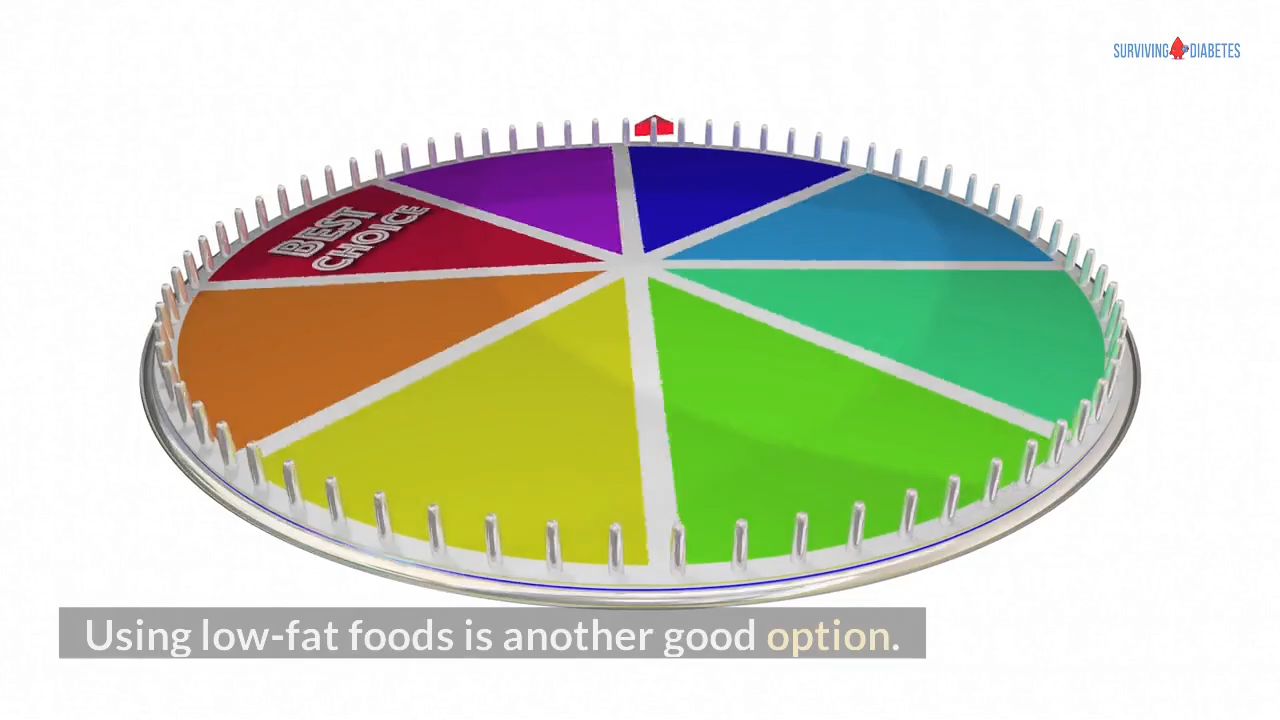 SURVIVING DIABETES
BEST
CHOICE
Using low-fat foods is another good option.